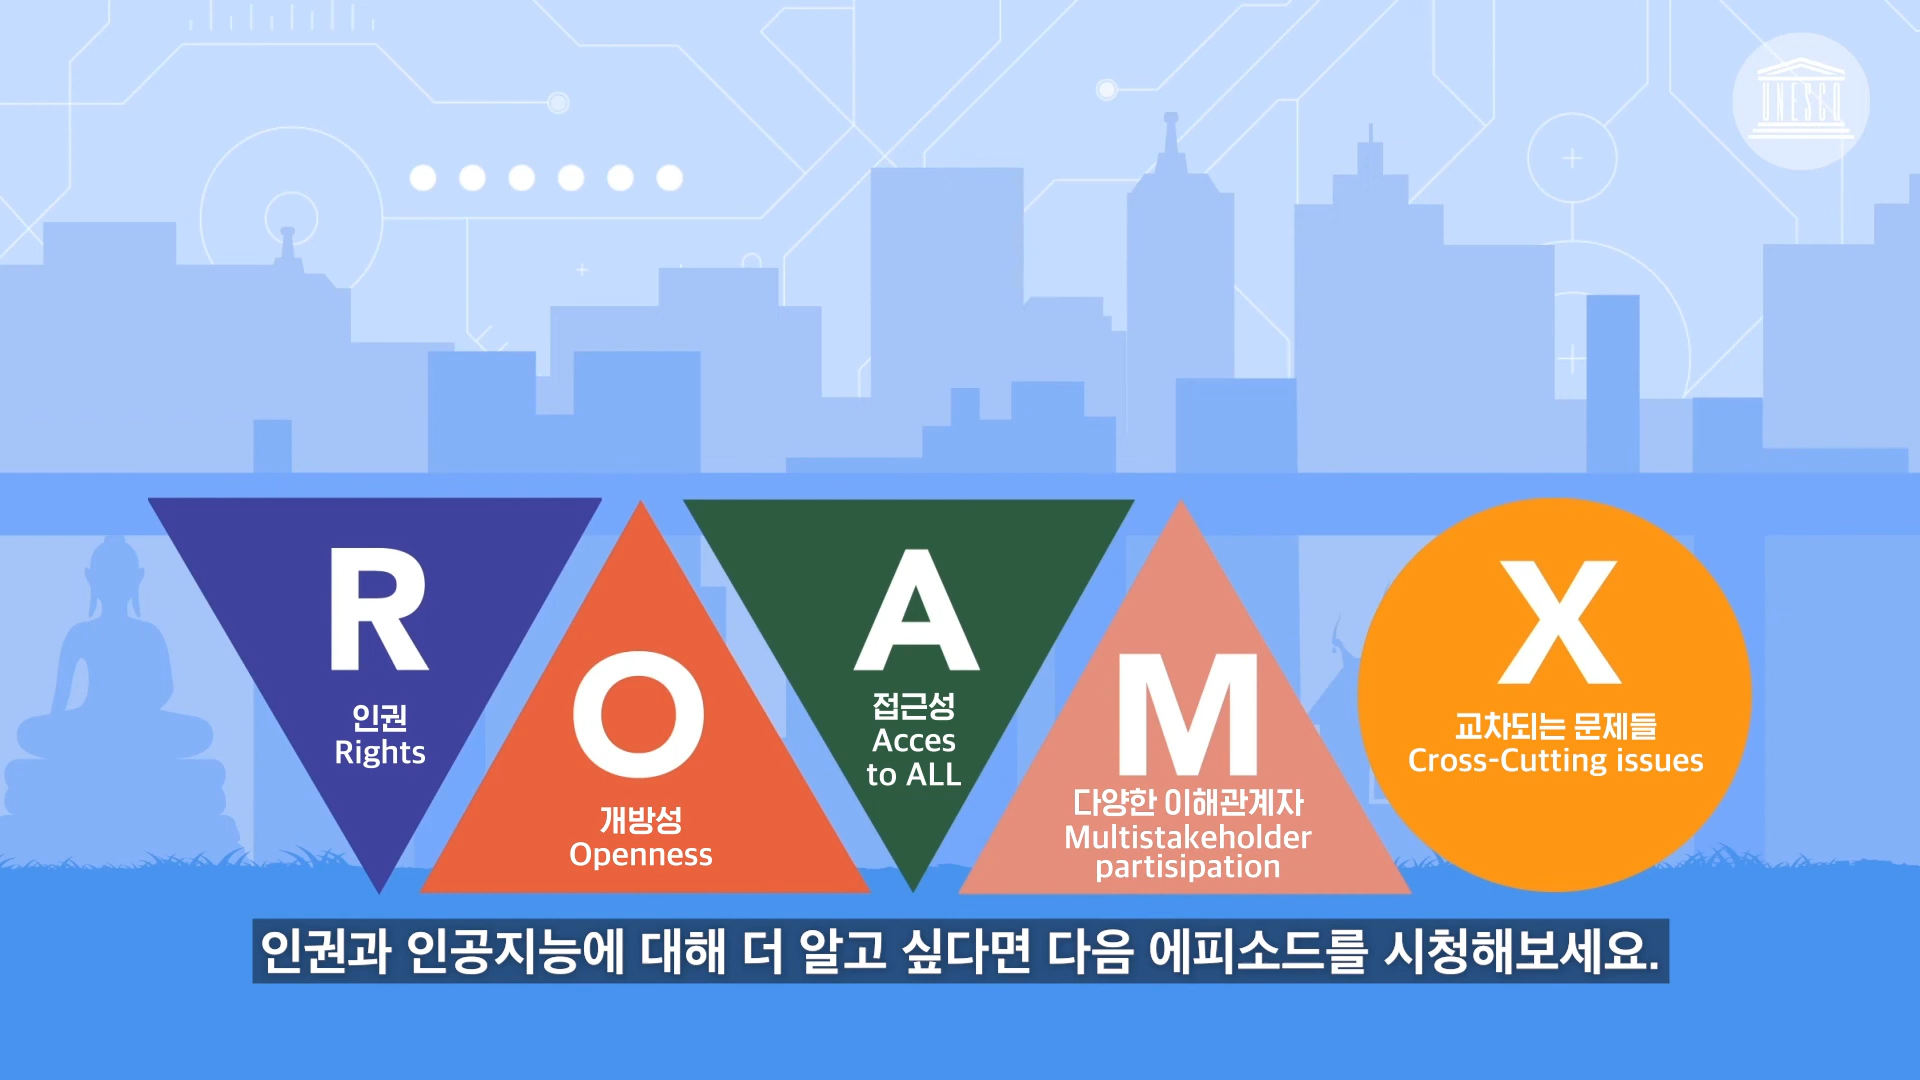 UNESCO
R
인권
Rights
O
개방성
Openness
A
접근성
Acces
to ALL
M
다양한 이해관계자
Multistakeholder
partisipation
X
교차되는 문제들
Cross-Cutting issues
인권과 인공지능에 대해 더 알고 싶다면 다음 에피소드를 시청해보세요.